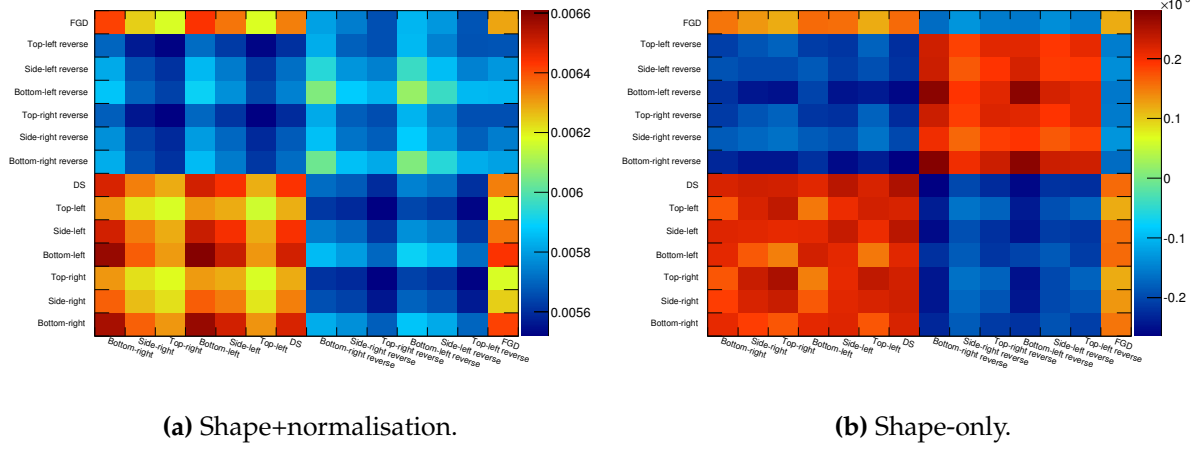 FGD
Top-left reverse
Side-left reverse
Bottom-left reverse
Top-right reverse
Side-right reverse
Bottom-right reverse
DS
Top-left
Side-left
Bottom-left
Top-right
Side-right
Bottom-right
Bottom-right
Side-right
Top-right
Bottom-left
Side-left
Top-left
DS
Bottom-right reverse
Side-right reverse
Top-right reverse
Bottom-left reverse
Side-left reverse
Top-left reverse
FGD
0.0066
0.0064
0.0062
0.006
0.0058
0.0056
(a) Shape+normalisation.
FGD
Top-left reverse
Side-left reverse
Bottom-left reverse
Top-right reverse
Side-right reverse
Bottom-right reverse
DS
Top-left
Side-left
Bottom-left
Top-right
Side-right
Bottom-right
Bottom-right
Side-right
Top-right
Bottom-left
Side-left
Top-left
DS
Bottom-right reverse
Side-right reverse
Top-right reverse
Bottom-left reverse
Side-left reverse
Top-left reverse
FGD
0.2
0.1
0
-0.1
-0.2
(b) Shape-only.